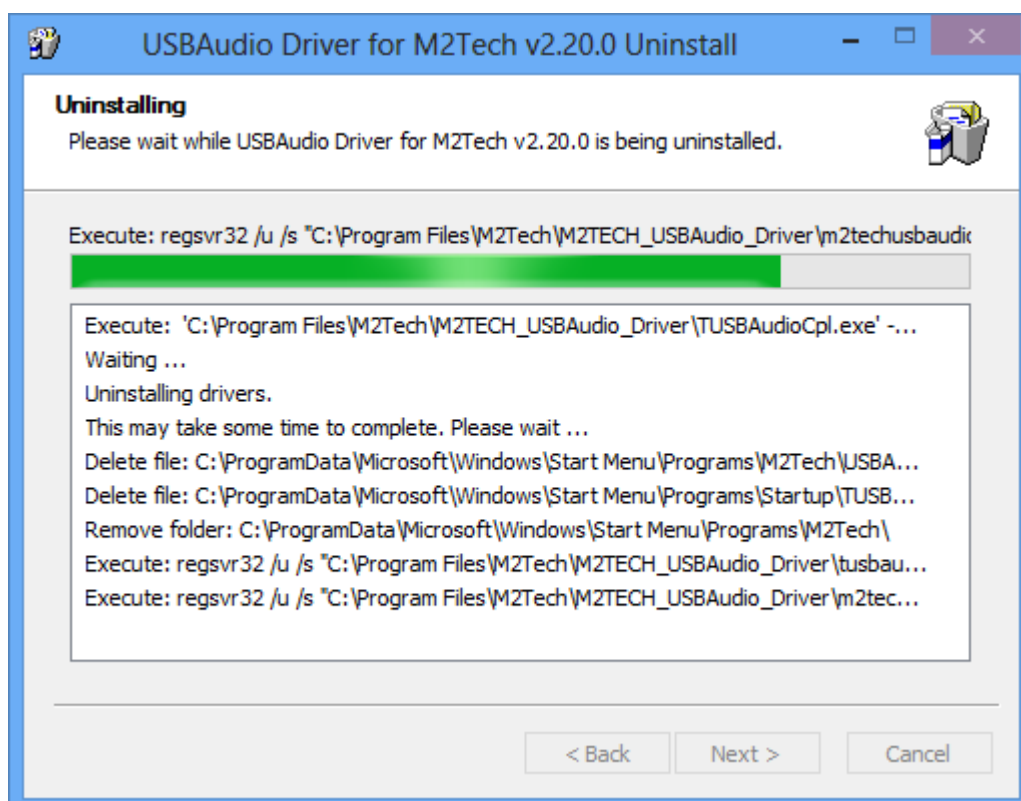 USBAudio Driver for M2Tech v2.20.0 Uninstall
Uninstalling
Please wait while USBAudio Driver for M2Tech v2.20.0 is being uninstalled.
Execute: regsvr32 /u /s "C:\Program Files\M2Tech\M2TECH_USBAudio_Driver\m2techusbaudio
Execute:  'C:\Program Files\M2Tech\M2TECH_USBAudio_Driver\TUSBAudioCpl.exe' -...
Waiting ...
Uninstalling drivers.
This may take some time to complete. Please wait ...
Delete file: C:\ProgramData\Microsoft\Windows\Start Menu\Programs\M2Tech\USBA...
Delete file: C:\ProgramData\Microsoft\Windows\Start Menu\Programs\Startup\TUSB...
Remove folder: C:\ProgramData\Microsoft\Windows\Start Menu\Programs\M2Tech\
Execute: regsvr32 /u /s "C:\Program Files\M2Tech\M2TECH_USBAudio_Driver\tusbau...
Execute: regsvr32 /u /s "C:\Program Files\M2Tech\M2TECH_USBAudio_Driver\m2tec...
< Back Next > Cancel